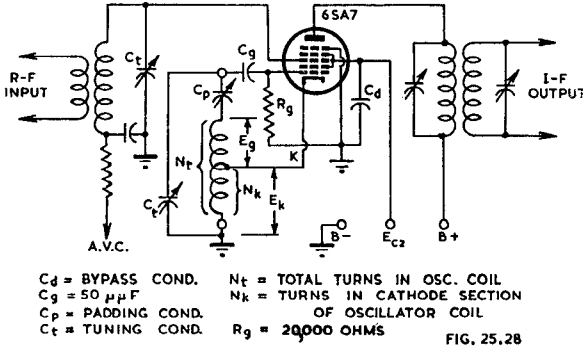 6SA7
R-F
INPUT
Ct
Cg
Cp
Rg
Cd
I-F
OUTPUT
Eg
K
Nt
Nk
Ek
Ct
A.V.C.
B-
EC2
B+
Cd = BYPASS COND. Nt = TOTAL TURNS IN OSC. COIL
Cg = 50 µµF Nk = TURNS IN CATHODE SECTION
Cp = PADDING COND. OF OSCILLATOR COIL
Ct = TUNING COND. Rg = 20,000 OHMS
FIG. 25.28